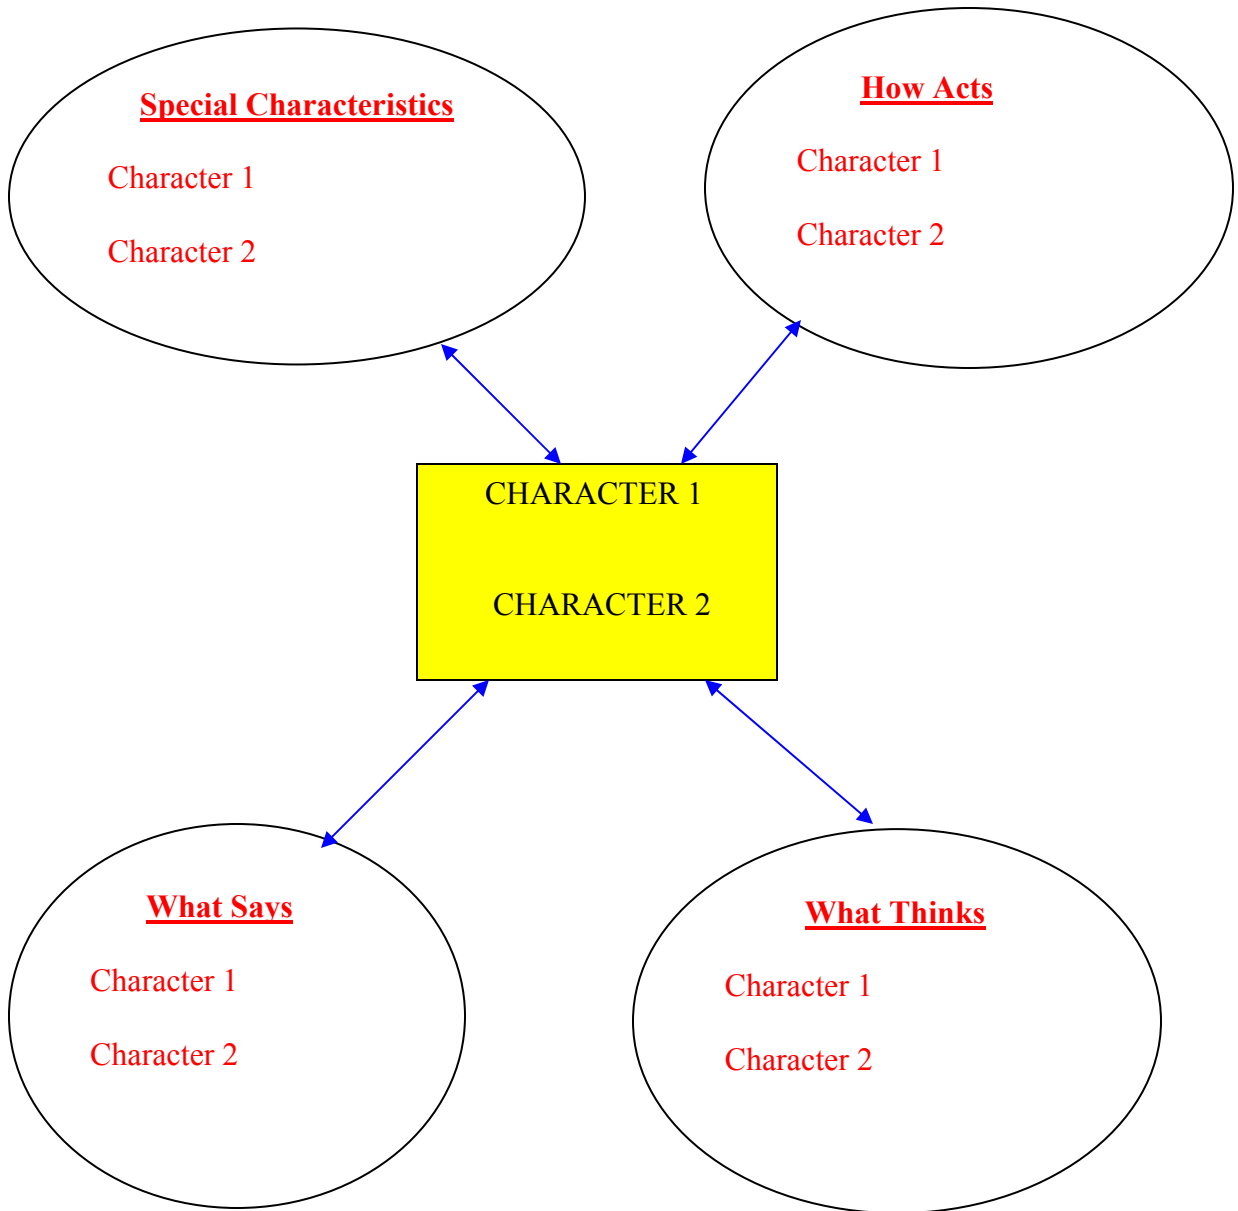 Special Characteristics
Character 1
Character 2
How Acts
Character 1
Character 2
CHARACTER 1
CHARACTER 2
What Says
Character 1
Character 2
What Thinks
Character 1
Character 2